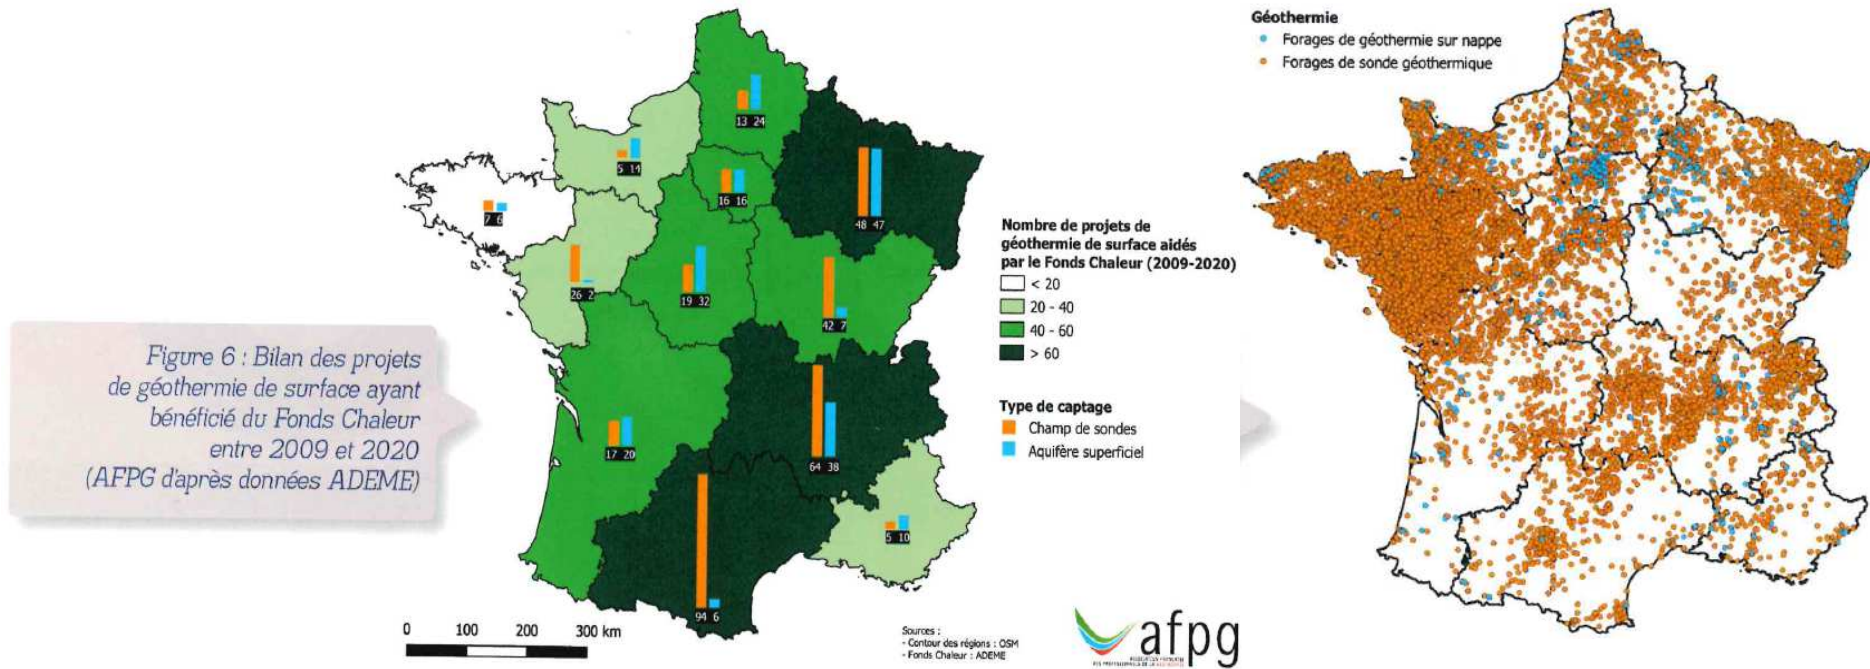 Figure 6 : Bilan des projets
de géothermie de surface ayant
bénéficié du Fonds Chaleur
entre 2009 et 2020
(AFPG d'après données ADEME)
13 24
5 14
16 16
7 6
48 47
26 2
19 32
42 7
17 20
64 38
5 10
94 6
0 100 200 300 km
Nombre de projets de
géothermie de surface aidés
par le Fonds Chaleur (2009-2020)
< 20
20 - 40
40 - 60
> 60
Type de captage
Champ de sondes
Aquifère superficiel
Sources :
- Contour des régions : OSM
- Fonds Chaleur : ADEME
afpg
Géothermie
Forages de géothermie sur nappe
Forages de sonde géothermique